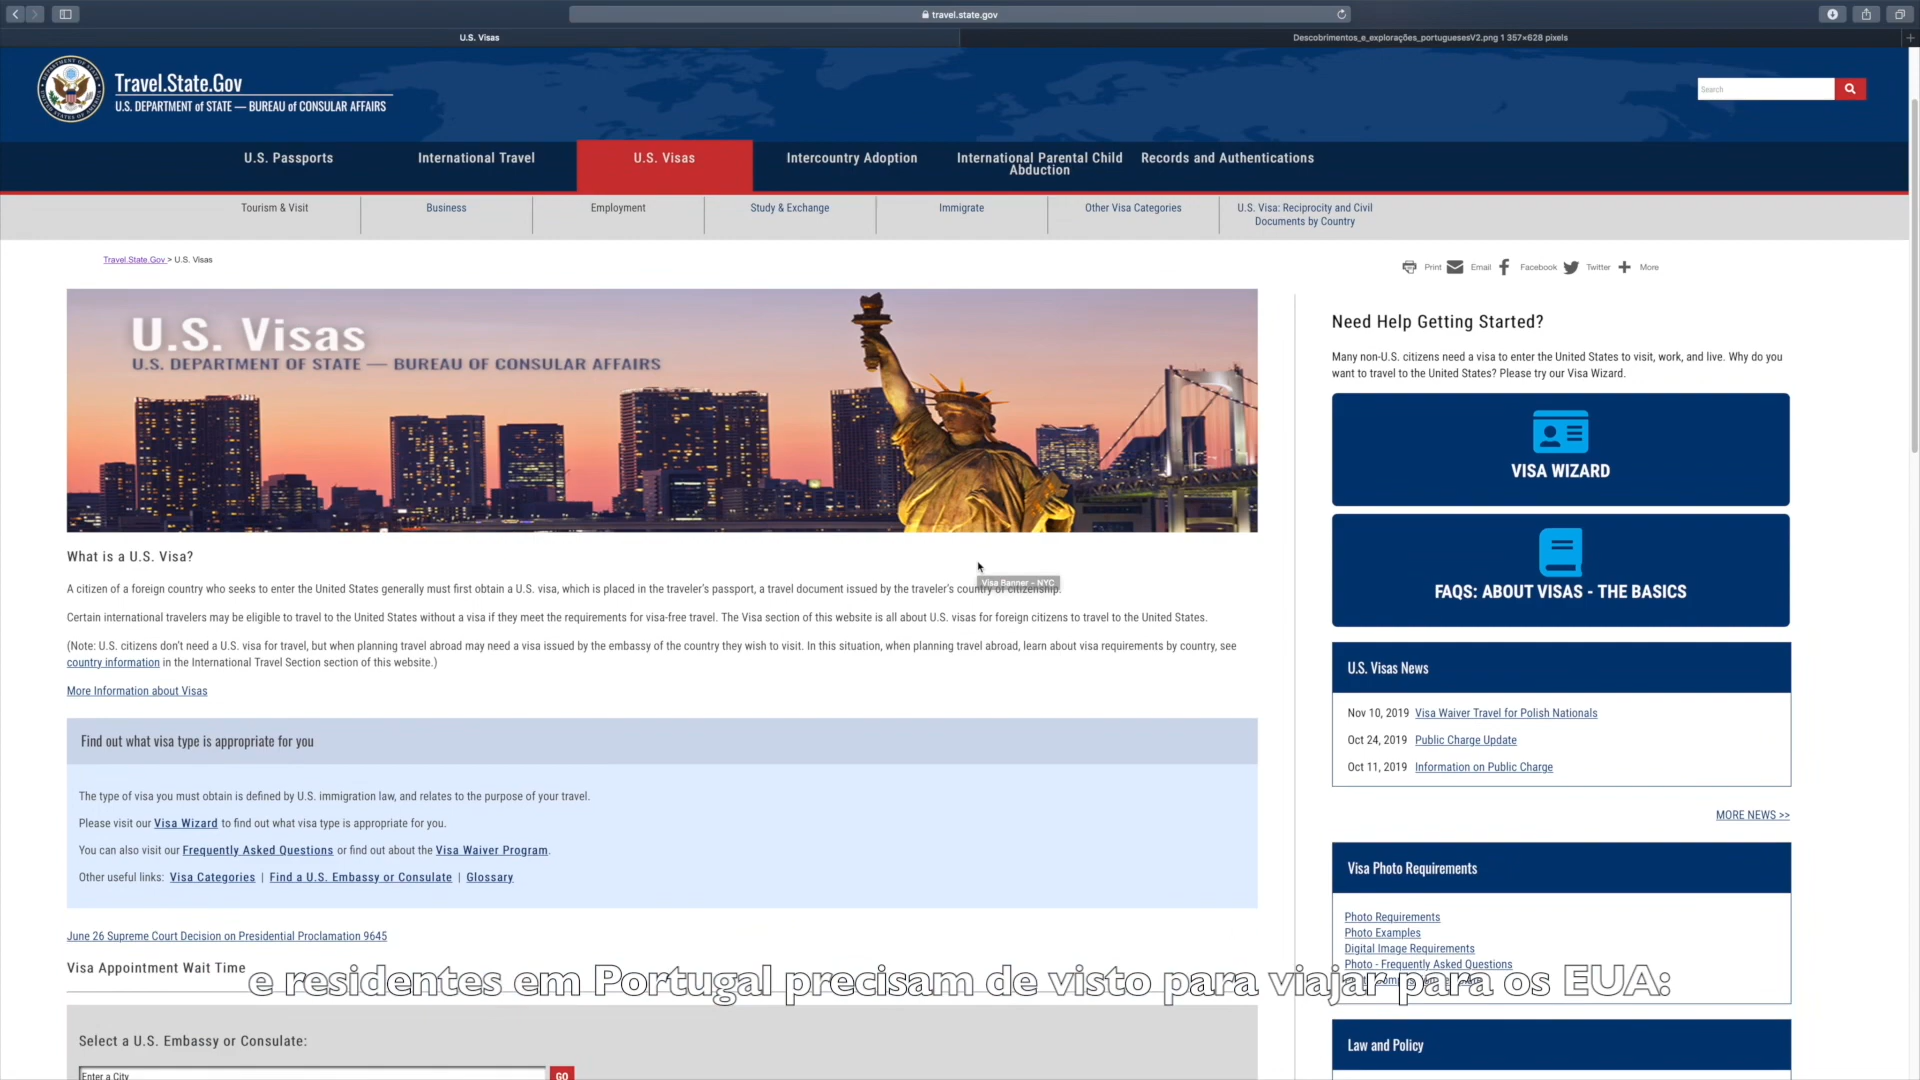 travel.state.gov
U.S. Visas
Descobrimentos_e_explorações_portuguesesV2.png 1 357×628 pixels
Travel.State.Gov
U.S. DEPARTMENT of STATE — BUREAU of CONSULAR AFFAIRS
Search
U.S. Passports
International Travel
U.S. Visas
Intercountry Adoption
International Parental Child
Abduction
Records and Authentications
Tourism & Visit
Business
Employment
Study & Exchange
Immigrate
Other Visa Categories
U.S. Visa: Reciprocity and Civil
Documents by Country
Travel.State.Gov > U.S. Visas
Print
Email
Facebook
Twitter
More
U.S. Visas
U.S. DEPARTMENT OF STATE — BUREAU OF CONSULAR AFFAIRS
What is a U.S. Visa?
A citizen of a foreign country who seeks to enter the United States generally must first obtain a U.S. visa, which is placed in the traveler's passport, a travel document issued by the traveler's country of citizenship.
Visa Banner - NYC
Certain international travelers may be eligible to travel to the United States without a visa if they meet the requirements for visa-free travel. The Visa section of this website is all about U.S. visas for foreign citizens to travel to the United States.
(Note: U.S. citizens don't need a U.S. visa for travel, but when planning travel abroad may need a visa issued by the embassy of the country they wish to visit. In this situation, when planning travel abroad, learn about visa requirements by country, see
country information in the International Travel Section section of this website.)
More Information about Visas
Find out what visa type is appropriate for you
The type of visa you must obtain is defined by U.S. immigration law, and relates to the purpose of your travel.
Please visit our Visa Wizard to find out what visa type is appropriate for you.
You can also visit our Frequently Asked Questions or find out about the Visa Waiver Program.
Other useful links: Visa Categories | Find a U.S. Embassy or Consulate | Glossary
June 26 Supreme Court Decision on Presidential Proclamation 9645
Visa Appointment Wait Time
Select a U.S. Embassy or Consulate:
Enter a City
GO
Need Help Getting Started?
Many non-U.S. citizens need a visa to enter the United States to visit, work, and live. Why do you
want to travel to the United States? Please try our Visa Wizard.
VISA WIZARD
FAQS: ABOUT VISAS - THE BASICS
U.S. Visas News
Nov 10, 2019 Visa Waiver Travel for Polish Nationals
Oct 24, 2019 Public Charge Update
Oct 11, 2019 Information on Public Charge
MORE NEWS >>
Visa Photo Requirements
Photo Requirements
Photo Examples
Digital Image Requirements
Photo - Frequently Asked Questions
Law and Policy
e residentes em Portugal precisam de visto para viajar para os EUA: